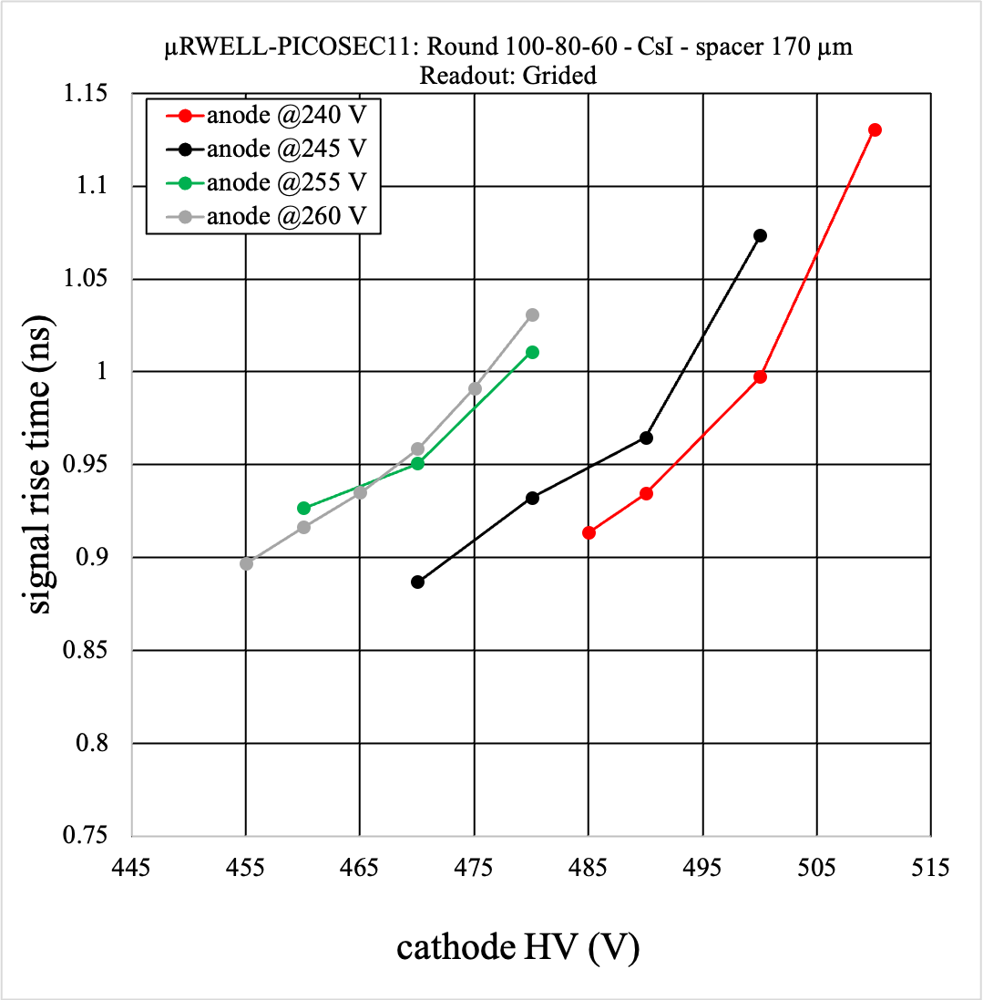 µRWELL-PICOSEC11: Round 100-80-60 - CsI - spacer 170 µm
Readout: Grided
1.15
1.1
1.05
1
0.95
0.9
0.85
0.8
0.75
anode @240 V
anode @245 V
anode @255 V
anode @260 V
signal rise time (ns)
445 455 465 475 485 495 505 515
cathode HV (V)